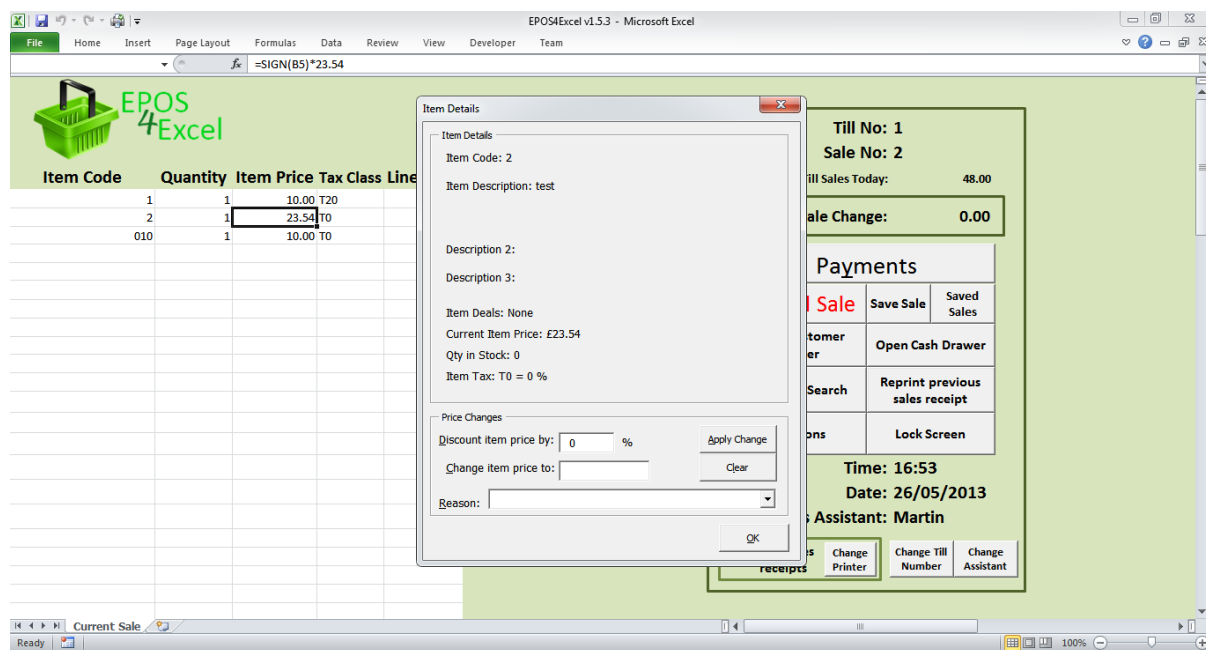 EPOS4Excel v1.5.3 - Microsoft Excel
File Home Insert Page Layout Formulas Data Review View Developer Team
fx =SIGN(B5)*23.54
EPOS
4Excel
Item Code Quantity Item Price Tax Class Line
1 1 10.00 T20
2 1 23.54 T0
010 1 10.00 T0
Item Details
Item Details
Item Code: 2
Item Description: test
Description 2:
Description 3:
Item Deals: None
Current Item Price: £23.54
Qty in Stock: 0
Item Tax: T0 = 0 %
Price Changes
Discount item price by: 0 %
Apply Change
Change item price to:
Clear
Reason:
OK
Till No: 1
Sale No: 2
ill Sales Today: 48.00
ale Change: 0.00
Payments
Sale
Save Sale
Saved
Sales
tomer
er
Open Cash Drawer
Search
Reprint previous
sales receipt
ons
Lock Screen
Time: 16:53
Date: 26/05/2013
s Assistant: Martin
es
receipts
Change
Printer
Change Till
Number
Change
Assistant
Current Sale
Ready
100%